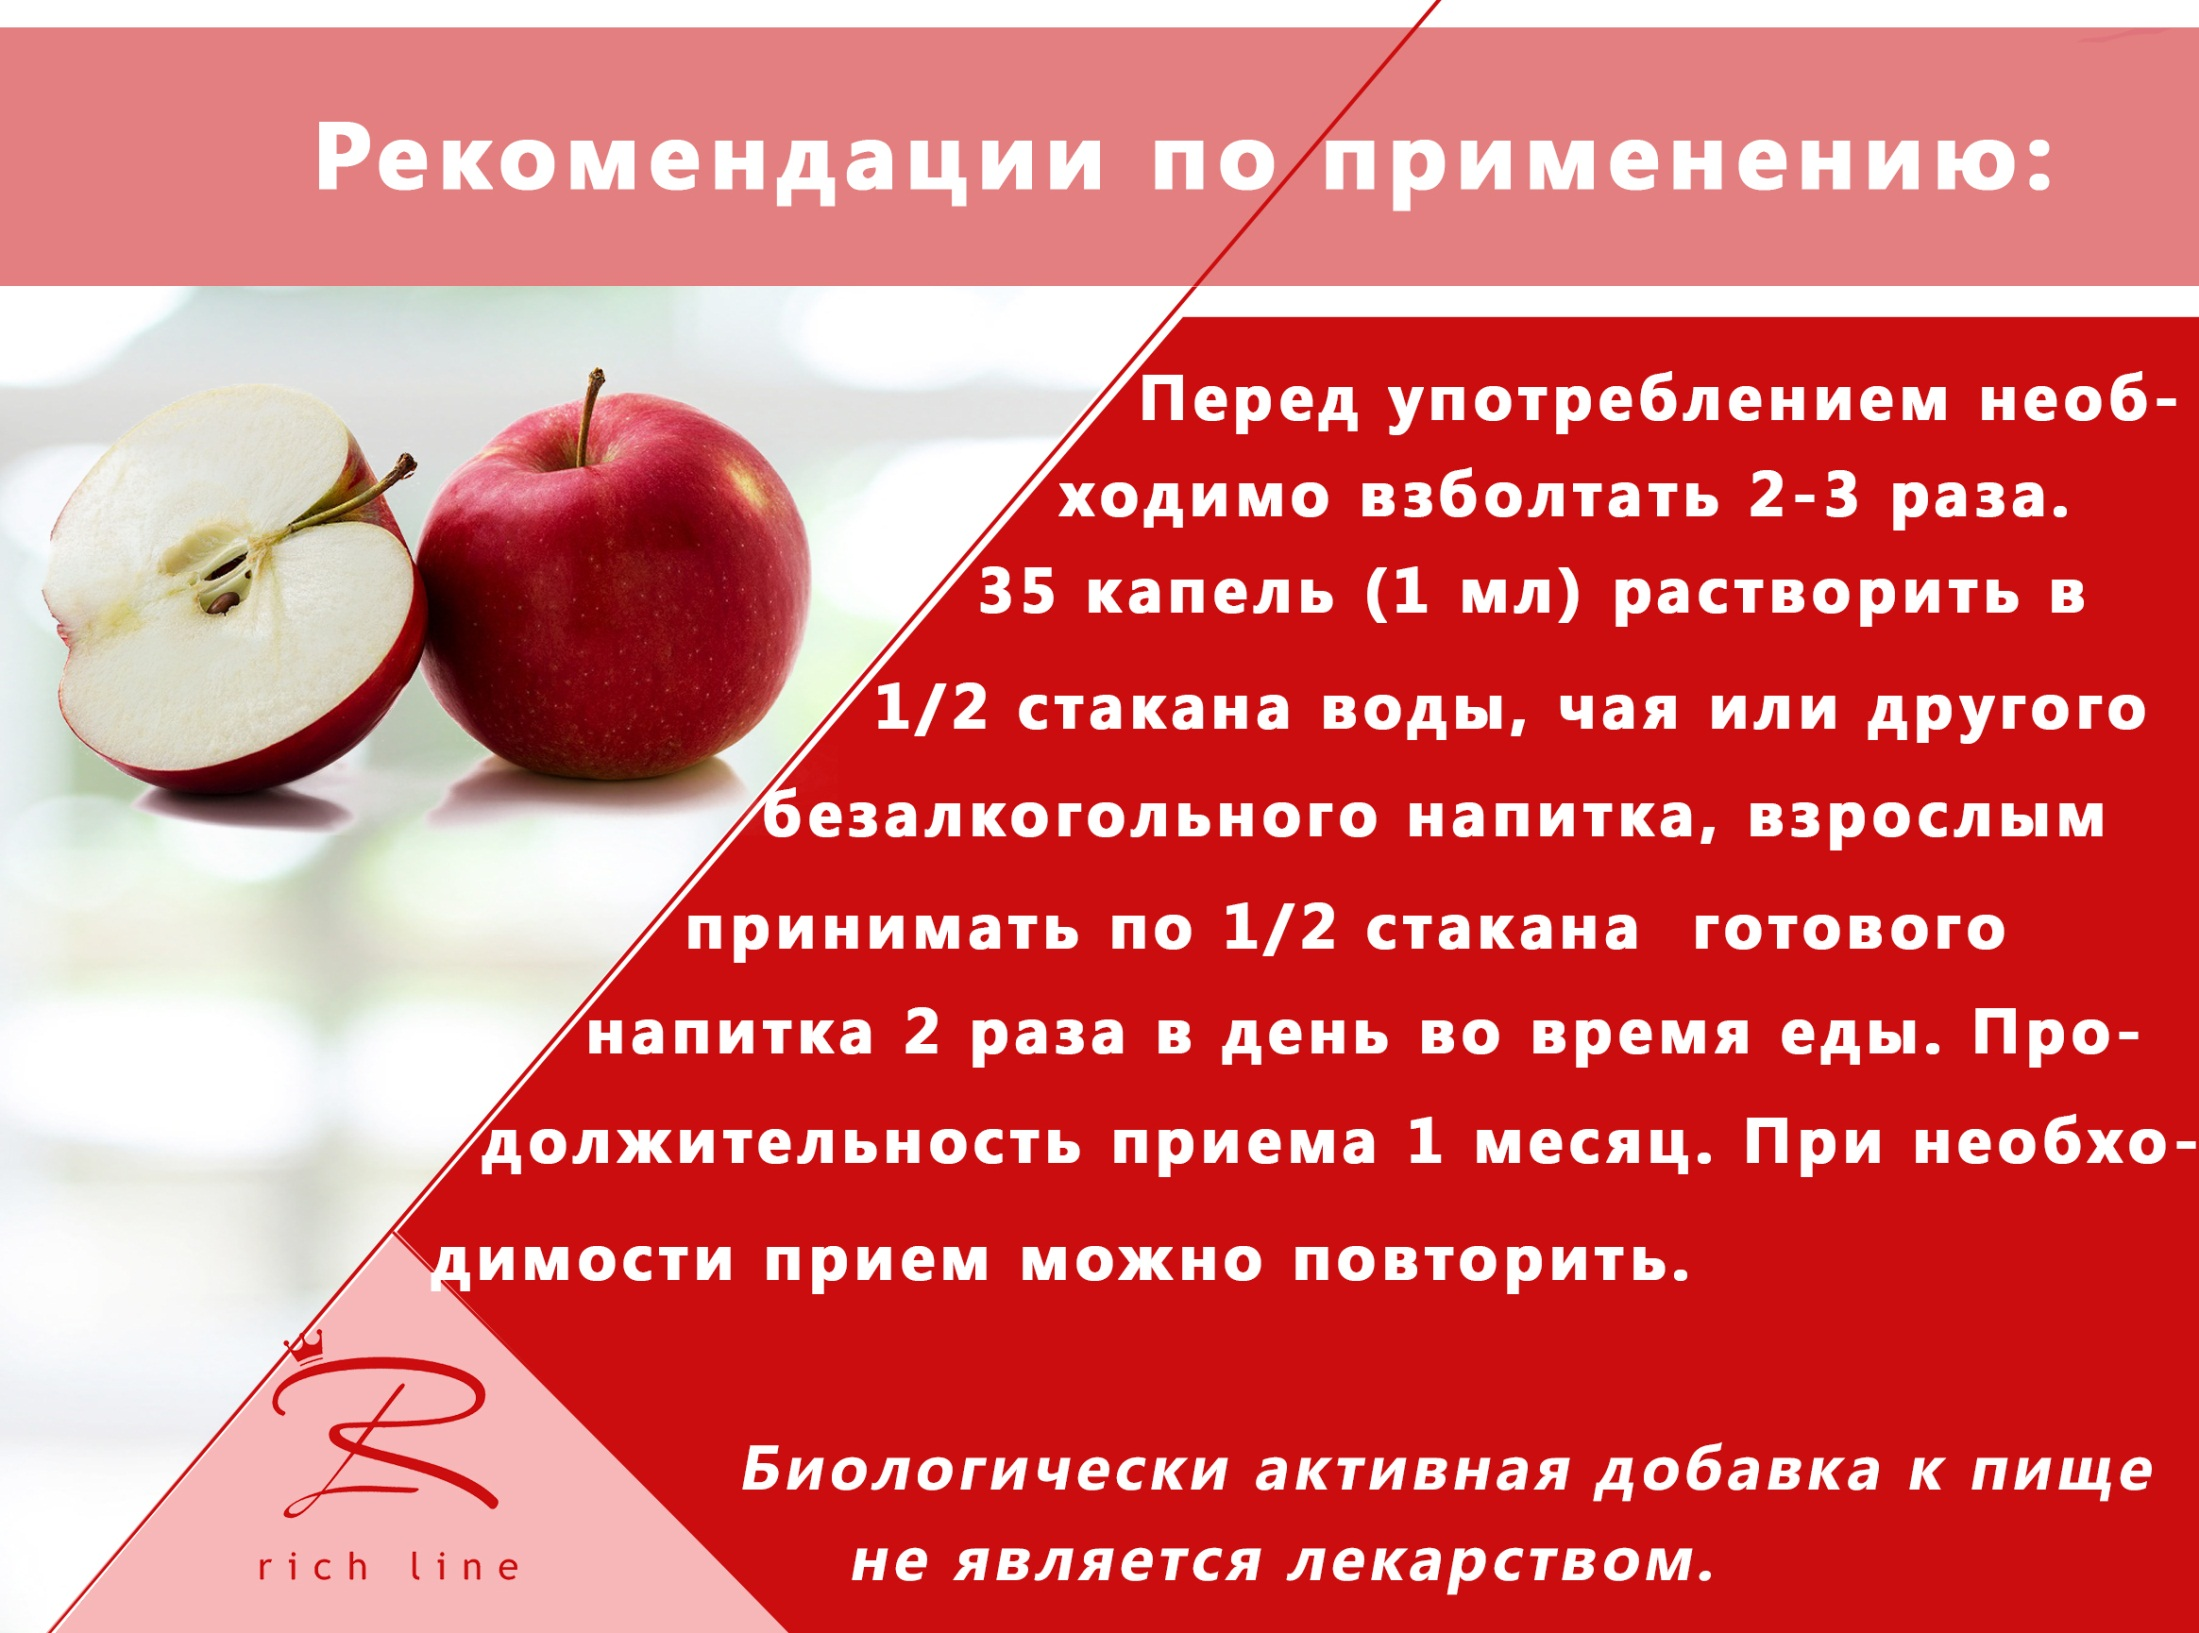 Рекомендации по применению:
Перед употреблением необ-
ходимо взболтать 2-3 раза.
35 капель (1 мл) растворить в
1/2 стакана воды, чая или другого
безалкогольного напитка, взрослым
принимать по 1/2 стакана готового
напитка 2 раза в день во время еды. Про-
должительность приема 1 месяц. При необхо-
димости прием можно повторить.
rich line
Биологически активная добавка к пище
не является лекарством.